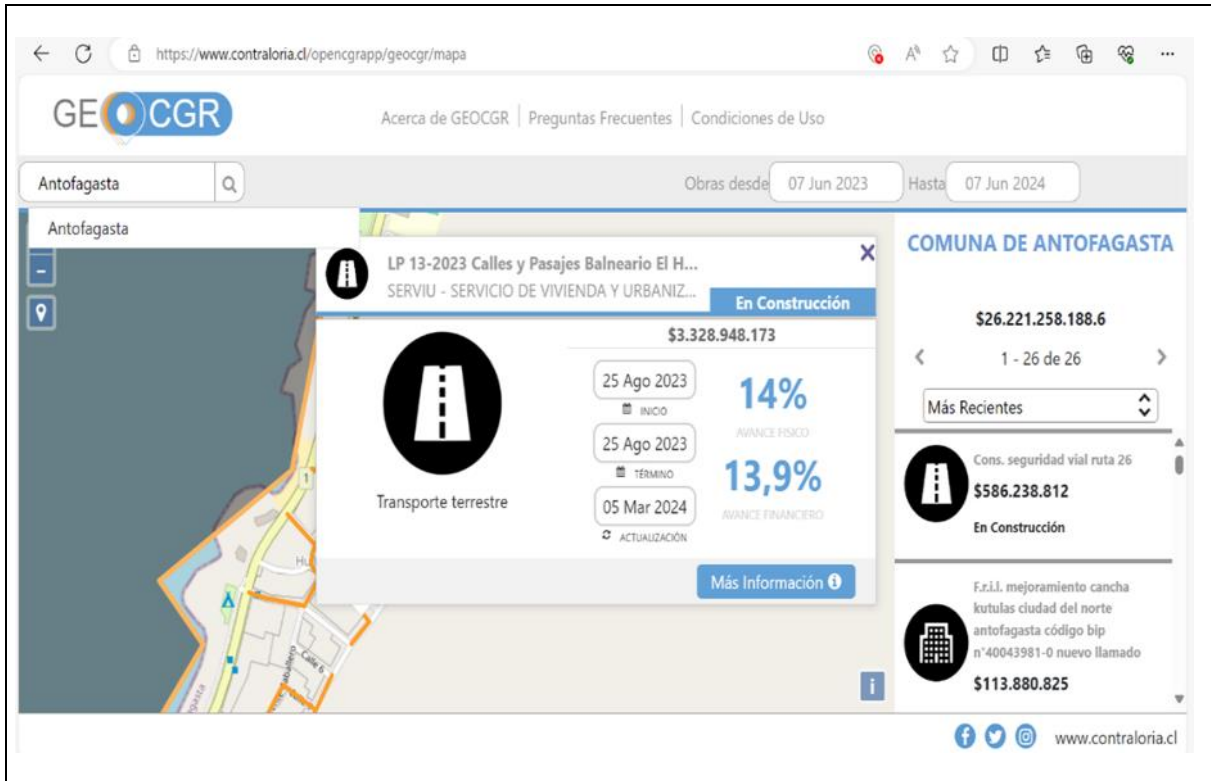 https://www.contraloria.cl/opencgrapp/geocgr/mapa
GEOCGR
Acerca de GEOCGR | Preguntas Frecuentes | Condiciones de Uso
Antofagasta
Obras desde 07 Jun 2023 Hasta 07 Jun 2024
Antofagasta
LP 13-2023 Calles y Pasajes Balneario El H...
SERVIU - SERVICIO DE VIVIENDA Y URBANIZ...
En Construcción
$3.328.948.173
Transporte terrestre
25 Ago 2023
INICIO
25 Ago 2023
TÉRMINO
05 Mar 2024
ACTUALIZACIÓN
14%
AVANCE FISICO
13,9%
AVANCE FINANCIERO
Más Información
1
Hu
Caballero
Calle 6
COMUNA DE ANTOFAGASTA
$26.221.258.188.6
1 - 26 de 26
Más Recientes
Cons. seguridad vial ruta 26
$586.238.812
En Construcción
F.r.i.l. mejoramiento cancha
kutulas ciudad del norte
antofagasta código bip
n°40043981-0 nuevo llamado
$113.880.825
www.contraloria.cl